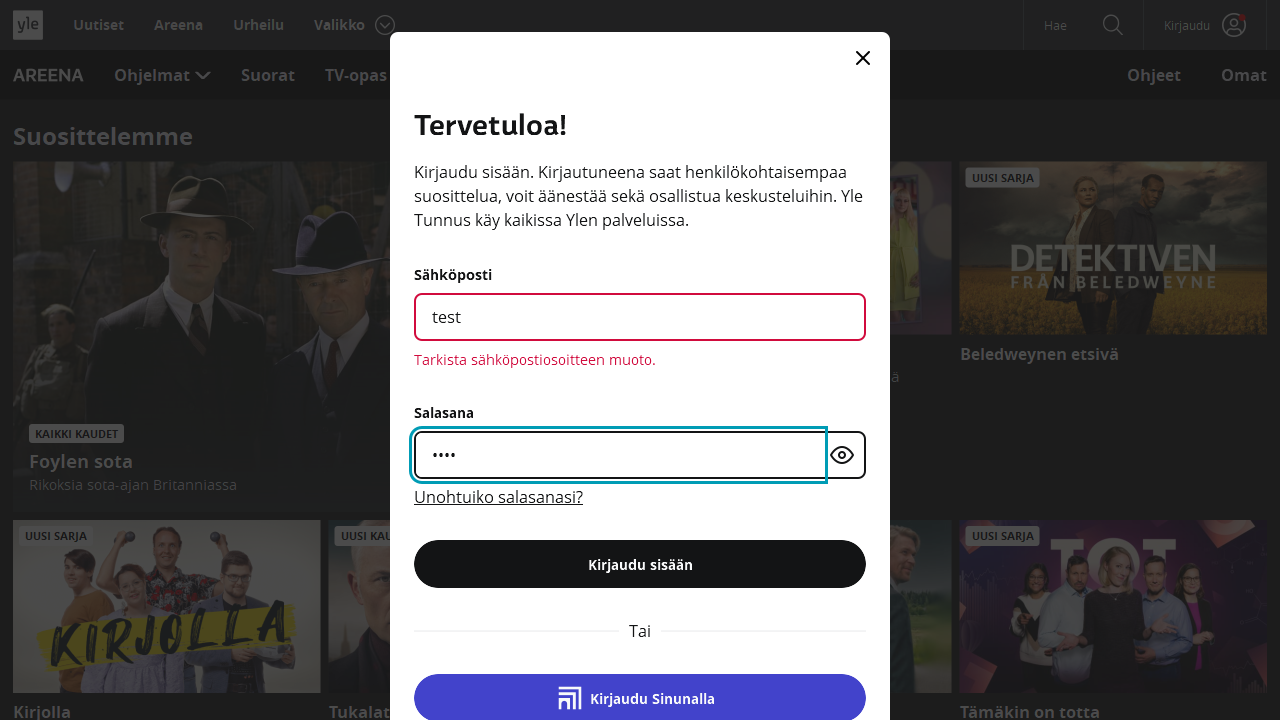 yle
Uutiset
Areena
Urheilu
Valikko
Hae
Kirjaudu
AREENA
Ohjelmat
Suorat
TV-opas
Ohjeet
Omat
Suosittelemme
Tervetuloa!
Kirjaudu sisään. Kirjautuneena saat henkilökohtaisempaa
suosittelua, voit äänestää sekä osallistua keskusteluihin. Yle
Tunnus käy kaikissa Ylen palveluissa.
Sähköposti
test
Tarkista sähköpostiosoitteen muoto.
Salasana
••••
Unohtuiko salasanasi?
Kirjaudu sisään
Tai
Kirjaudu Sinunalla
KAIKKI KAUDET
Foylen sota
Rikoksia sota-ajan Britanniassa
UUSI SARJA
DETEKTIVEN
FRÅN BELEDWEYNE
Beledweynen etsivä
UUSI SARJA
KIRJOLLA
Kirjolla
UUSI KAU
Tukalat
UUSI SARJA
TOT
Tämäkin on totta